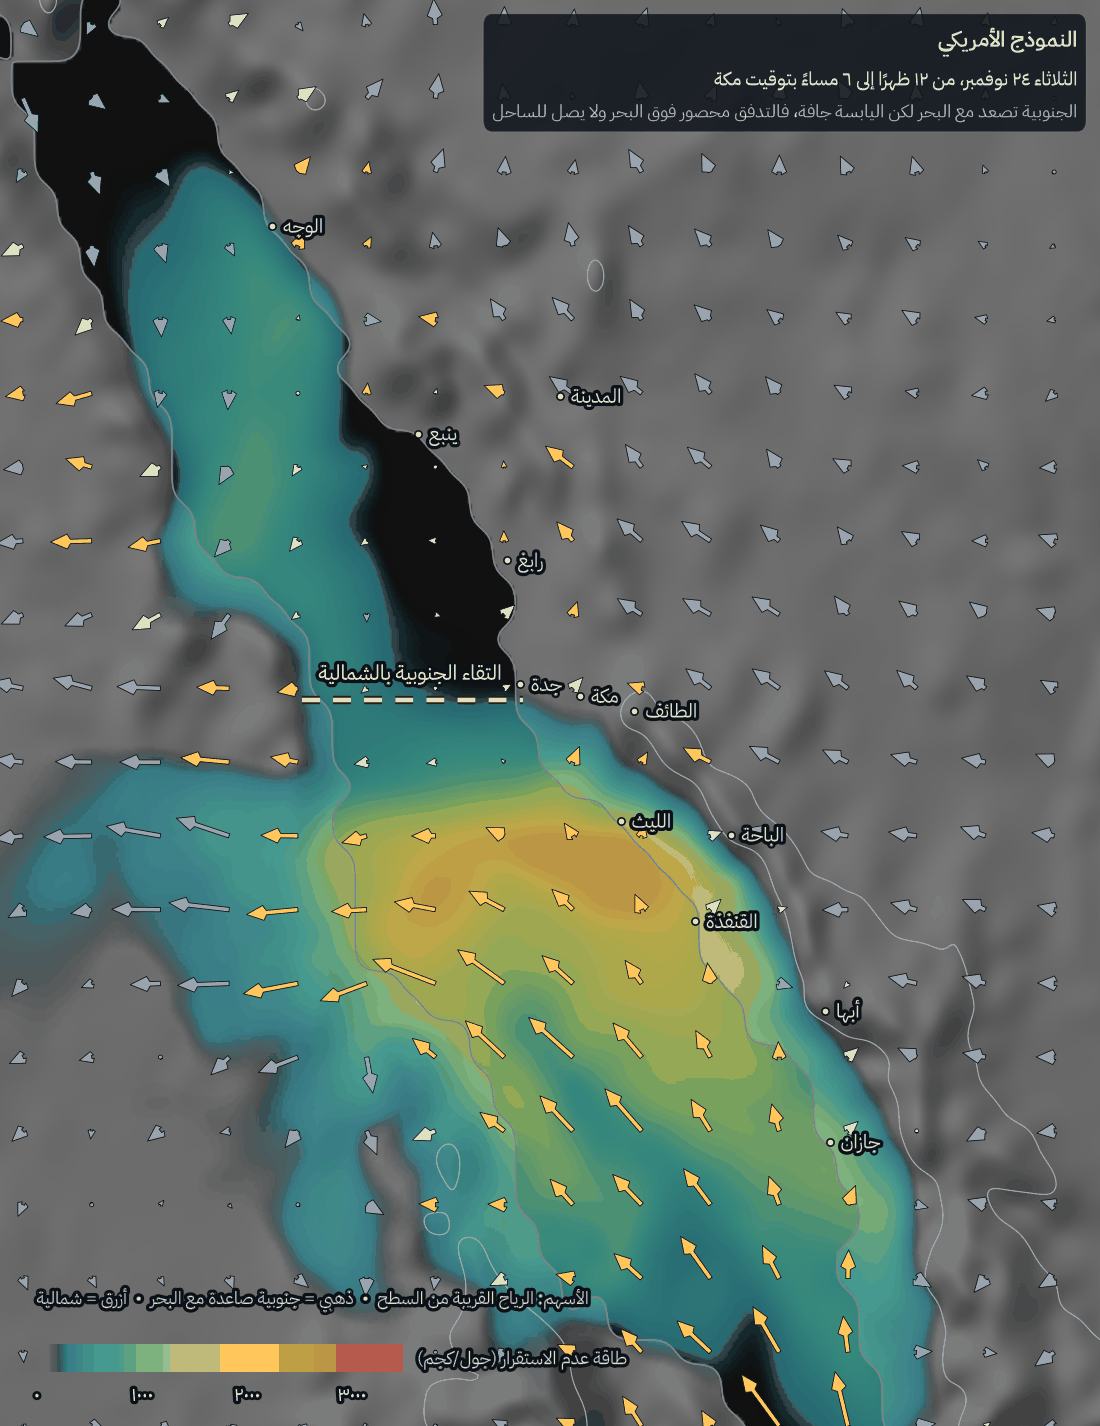 النموذج الأمريكي
الثلاثاء ٢٤ نوفمبر، من ١٢ ظهرًا إلى ٦ مساءً بتوقيت مكة
الجنوبية تصعد مع البحر لكن اليابسة جافة، فالتدفق محصور فوق البحر ولا يصل للساحل
الوجه
المدينة
ينبع
رابغ
التقاء الجنوبية بالشمالية
جدة
مكة
الطائف
الليث
الباحة
القنفذة
أبها
جازان
الأسهم: الرياح القريبة من السطح • ذهبي = جنوبية صاعدة مع البحر • أزرق = شمالية
طاقة عدم الاستقرار (جول/كجم)
٠ ١٠٠٠ ٢٠٠٠ ٣٠٠٠